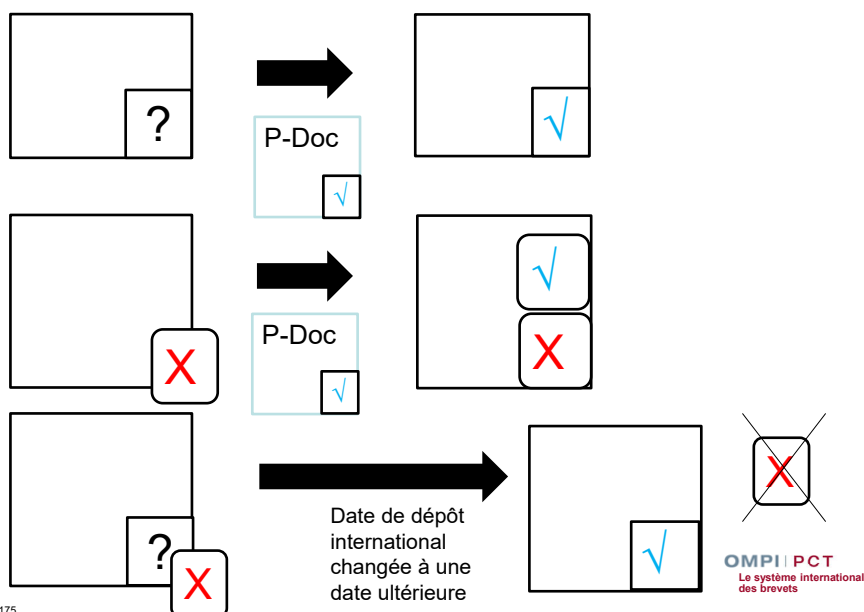 ?
√
P-Doc
√
X
P-Doc
√
√
X
?
X
Date de dépôt
international
changée à une
date ultérieure
√
X
OMPI | PCT
Le système international
des brevets
175